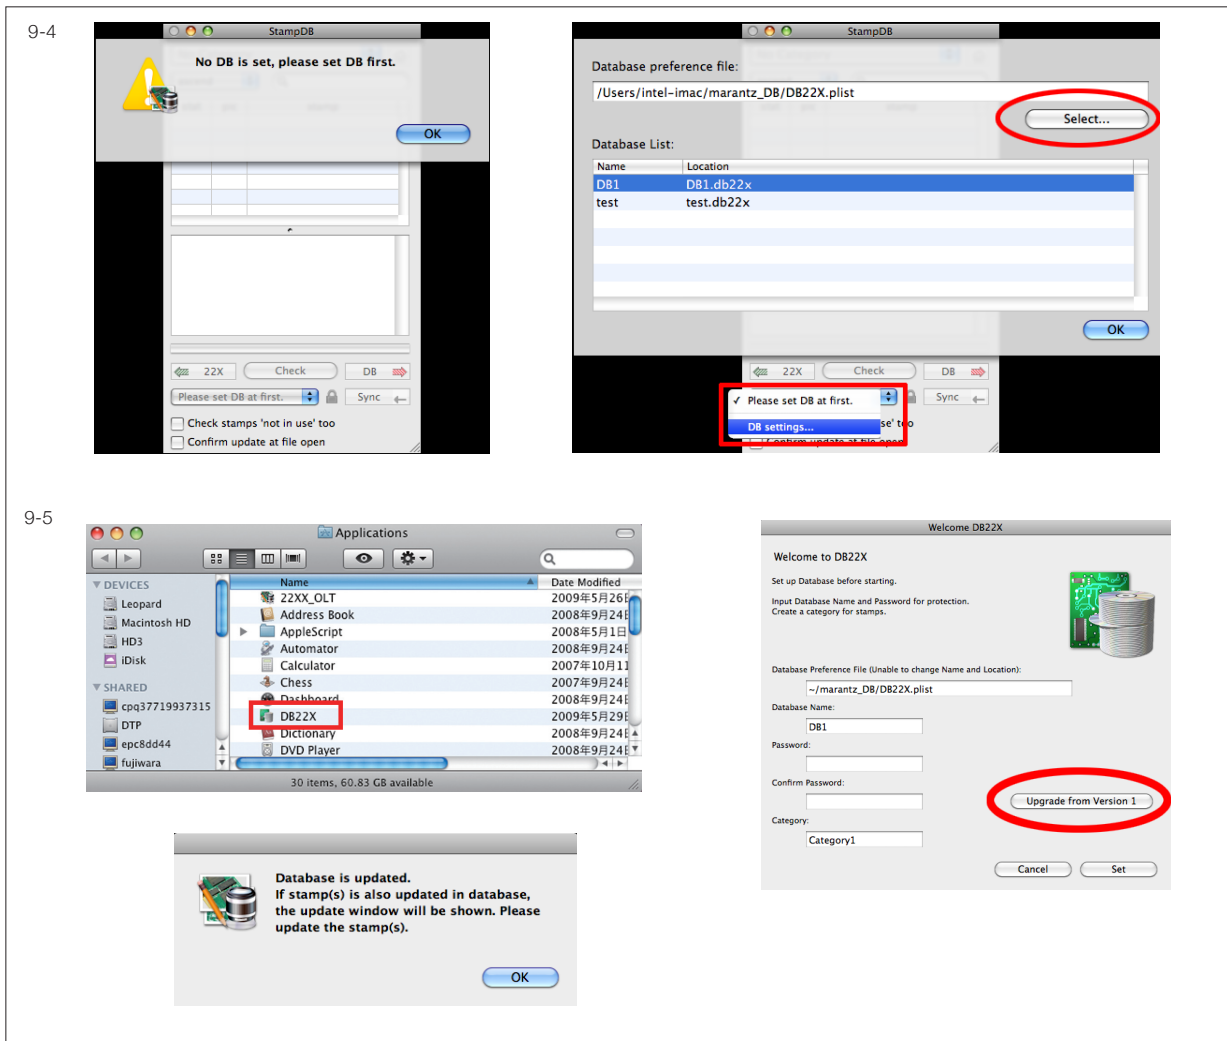 9-4
StampDB
No DB is set, please set DB first.
OK
22X
Check
DB
Please set DB at first.
Sync
Check stamps 'not in use' too
Confirm update at file open
StampDB
Database preference file:
/Users/intel-imac/marantz_DB/DB22X.plist
Select...
Database List:
Name Location
DB1 DB1.db22x
test test.db22x
OK
22X
Check
DB
✓ Please set DB at first.
Sync
DB settings...
se' too
Confirm update at file open
9-5
Applications
Name Date Modified
DEVICES
Leopard
Macintosh HD
HD3
iDisk
SHARED
cpq37719937315
DTP
epc8dd44
fujiwara
22XX_OLT 2009年5月26日
Address Book 2008年9月24日
AppleScript 2008年5月1日
Automator 2008年9月24日
Calculator 2007年10月11
Chess 2007年9月24日
Dashboard 2008年9月24日
DB22X 2009年5月29日
Dictionary 2008年9月24日
DVD Player 2008年9月24日
30 items, 60.83 GB available
Welcome DB22X
Welcome to DB22X
Set up Database before starting.
Input Database Name and Password for protection.
Create a category for stamps.
Database Preference File (Unable to change Name and Location):
~/marantz_DB/DB22X.plist
Database Name:
DB1
Password:
Confirm Password:
Upgrade from Version 1
Category:
Category1
Cancel
Set
Database is updated.
If stamp(s) is also updated in database,
the update window will be shown. Please
update the stamp(s).
OK